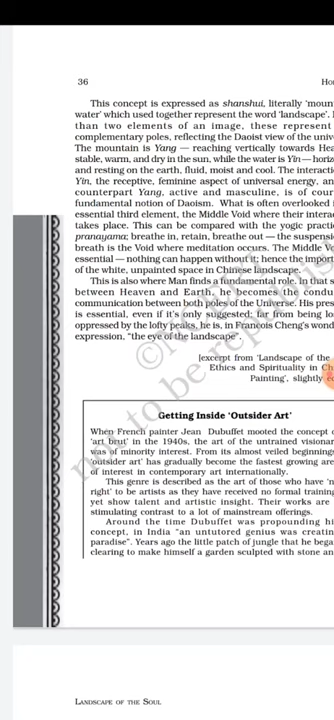 36
Ho
This concept is expressed as shanshui, literally 'moun
water' which used together represent the word 'landscape'.
than two elements of an image, these represent
complementary poles, reflecting the Daoist view of the univ
The mountain is Yang — reaching vertically towards Hea
stable, warm, and dry in the sun, while the water is Yin — horiz
and resting on the earth, fluid, moist and cool. The interacti
Yin, the receptive, feminine aspect of universal energy, an
counterpart Yang, active and masculine, is of cour
fundamental notion of Daoism. What is often overlooked i
essential third element, the Middle Void where their intera
takes place. This can be compared with the yogic practi
pranayama; breathe in, retain, breathe out — the suspensi
breath is the Void where meditation occurs. The Middle Vo
essential — nothing can happen without it; hence the import
of the white, unpainted space in Chinese landscape.
This is also where Man finds a fundamental role. In that s
between Heaven and Earth, he becomes the condu
communication between both poles of the Universe. His pres
is essential, even if it's only suggested; far from being los
oppressed by the lofty peaks, he is, in Francois Cheng's wond
expression, "the eye of the landscape".
[excerpt from 'Landscape of the
Ethics and Spirituality in Ch
Painting', slightly e
Getting Inside 'Outsider Art'
When French painter Jean Dubuffet mooted the concept o
'art brut' in the 1940s, the art of the untrained visionar
was of minority interest. From its almost veiled beginnings
'outsider art' has gradually become the fastest growing are
of interest in contemporary art internationally.
This genre is described as the art of those who have 'n
right' to be artists as they have received no formal training
yet show talent and artistic insight. Their works are
stimulating contrast to a lot of mainstream offerings.
Around the time Dubuffet was propounding hi
concept, in India "an untutored genius was creatin
paradise". Years ago the little patch of jungle that he bega
clearing to make himself a garden sculpted with stone an
LANDSCAPE OF THE SOUL